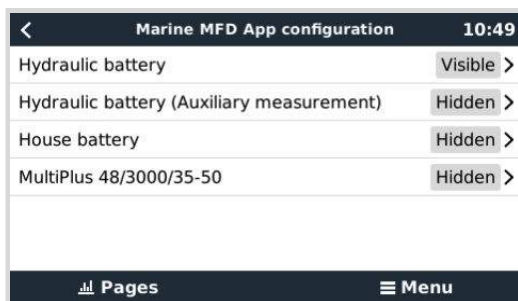 Marine MFD App configuration 10:49
Hydraulic battery Visible
Hydraulic battery (Auxiliary measurement) Hidden
House battery Hidden
MultiPlus 48/3000/35-50 Hidden
Pages Menu